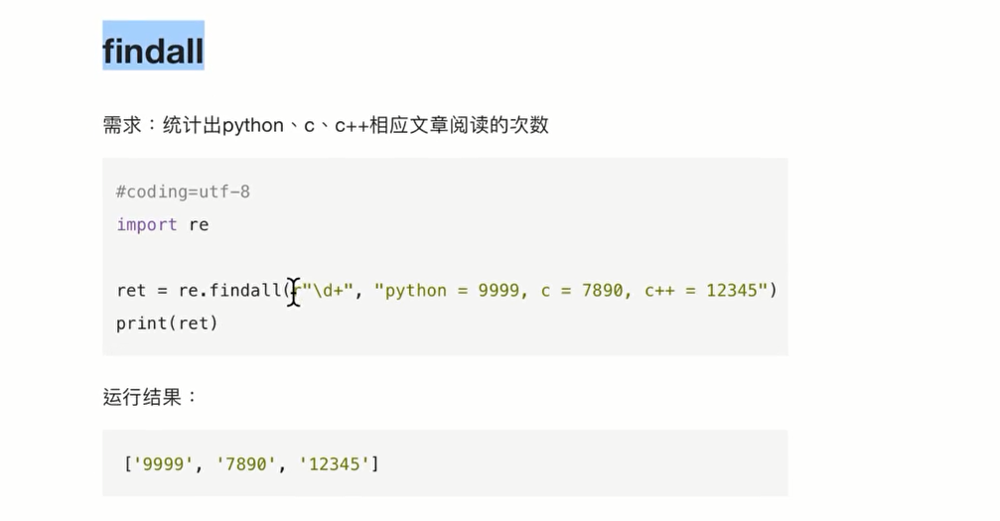 findall
需求：统计出python、c、c++相应文章阅读的次数
#coding=utf-8
import re
ret = re.findall(r"\d+", "python = 9999, c = 7890, c++ = 12345")
print(ret)
运行结果：
['9999', '7890', '12345']